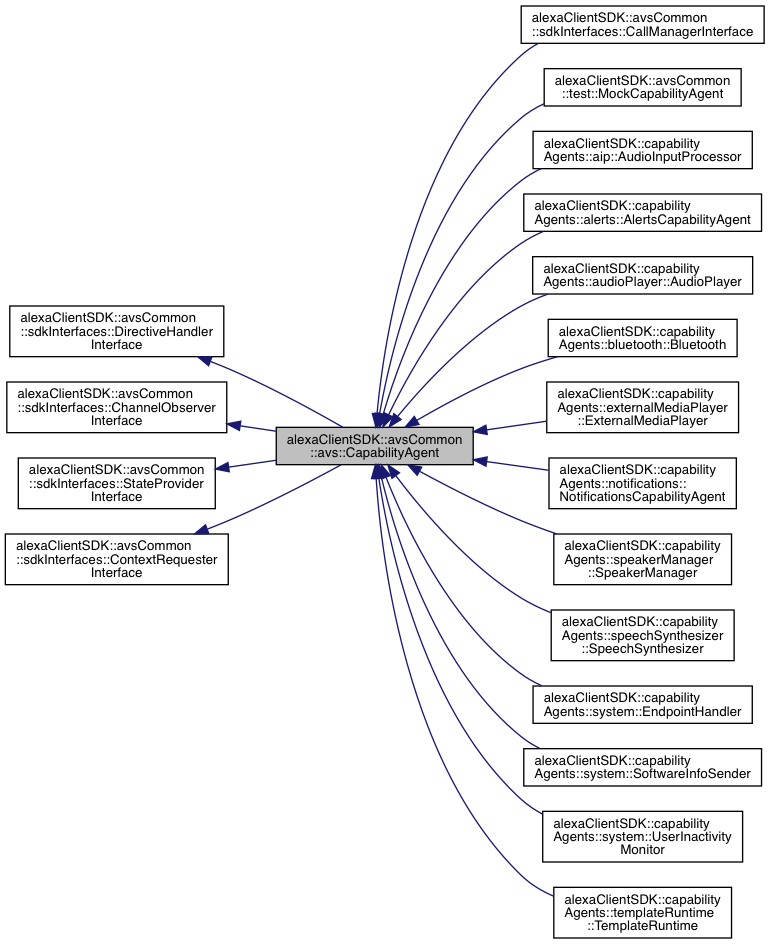 alexaClientSDK::avsCommon
::sdkInterfaces::CallManagerInterface
alexaClientSDK::avsCommon
::test::MockCapabilityAgent
alexaClientSDK::capability
Agents::aip::AudioInputProcessor
alexaClientSDK::capability
Agents::alerts::AlertsCapabilityAgent
alexaClientSDK::capability
Agents::audioPlayer::AudioPlayer
alexaClientSDK::capability
Agents::bluetooth::Bluetooth
alexaClientSDK::capability
Agents::externalMediaPlayer
::ExternalMediaPlayer
alexaClientSDK::capability
Agents::notifications::
NotificationsCapabilityAgent
alexaClientSDK::capability
Agents::speakerManager
::SpeakerManager
alexaClientSDK::capability
Agents::speechSynthesizer
::SpeechSynthesizer
alexaClientSDK::capability
Agents::system::EndpointHandler
alexaClientSDK::capability
Agents::system::SoftwareInfoSender
alexaClientSDK::capability
Agents::system::UserInactivity
Monitor
alexaClientSDK::capability
Agents::templateRuntime
::TemplateRuntime
alexaClientSDK::avsCommon
::avs::CapabilityAgent
alexaClientSDK::avsCommon
::sdkInterfaces::DirectiveHandler
Interface
alexaClientSDK::avsCommon
::sdkInterfaces::ChannelObserver
Interface
alexaClientSDK::avsCommon
::sdkInterfaces::StateProvider
Interface
alexaClientSDK::avsCommon
::sdkInterfaces::ContextRequester
Interface